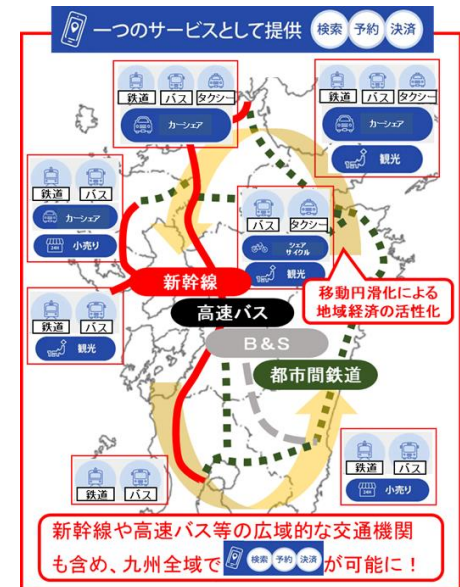 一つのサービスとして提供 検索 予約 決済
鉄道 バス タクシー
カーシェア
鉄道 バス タクシー
カーシェア
観光
鉄道 バス
カーシェア
24H 小売り
バス タクシー
シェア
サイクル
観光
新幹線
移動円滑化による
地域経済の活性化
高速バス
鉄道 バス
観光
B&S
都市間鉄道
鉄道 バス
鉄道 バス
24H 小売り
新幹線や高速バス等の広域的な交通機関
も含め、九州全域で 検索 予約 決済 が可能に！